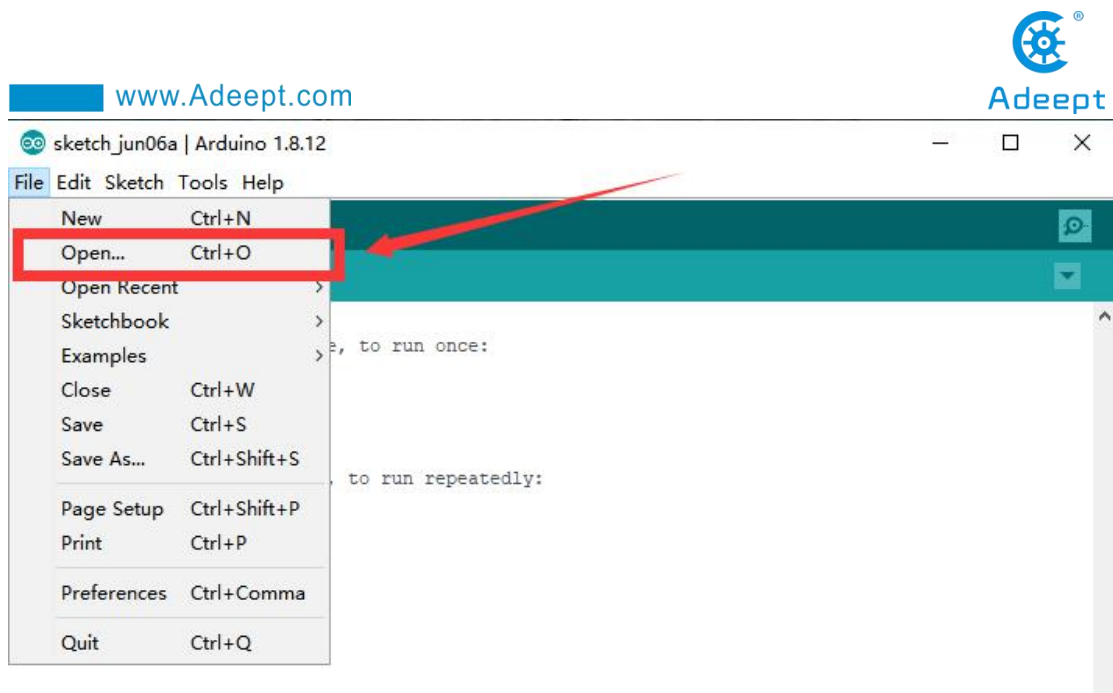 ®
www.Adeept.com
Adeept
sketch_jun06a | Arduino 1.8.12
File Edit Sketch Tools Help
New Ctrl+N
Open... Ctrl+O
Open Recent
Sketchbook
Examples
Close Ctrl+W
Save Ctrl+S
Save As... Ctrl+Shift+S
Page Setup Ctrl+Shift+P
Print Ctrl+P
Preferences Ctrl+Comma
Quit Ctrl+Q
, to run once:
, to run repeatedly: